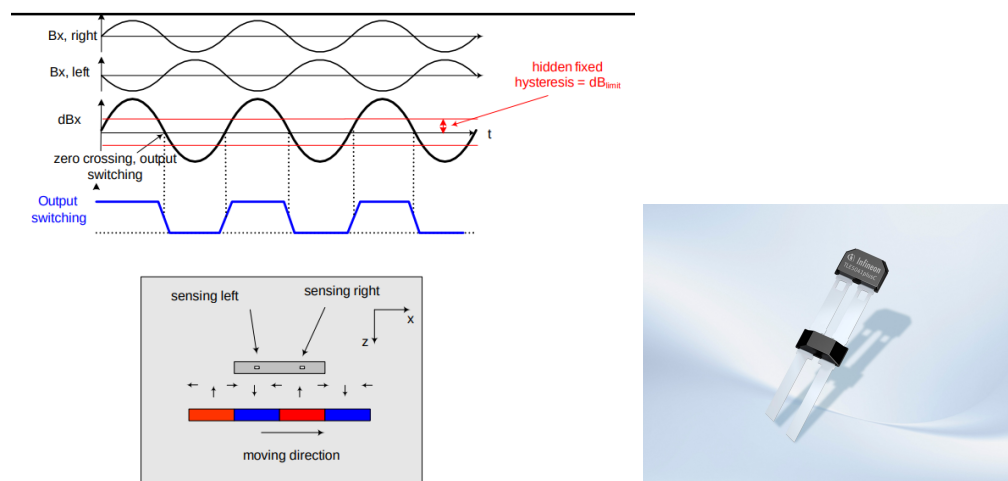 Bx, right
Bx, left
hidden fixed
hysteresis = dBlimit
dBx
t
zero crossing, output
switching
Output
switching
sensing left
sensing right
x
z
moving direction
Infineon